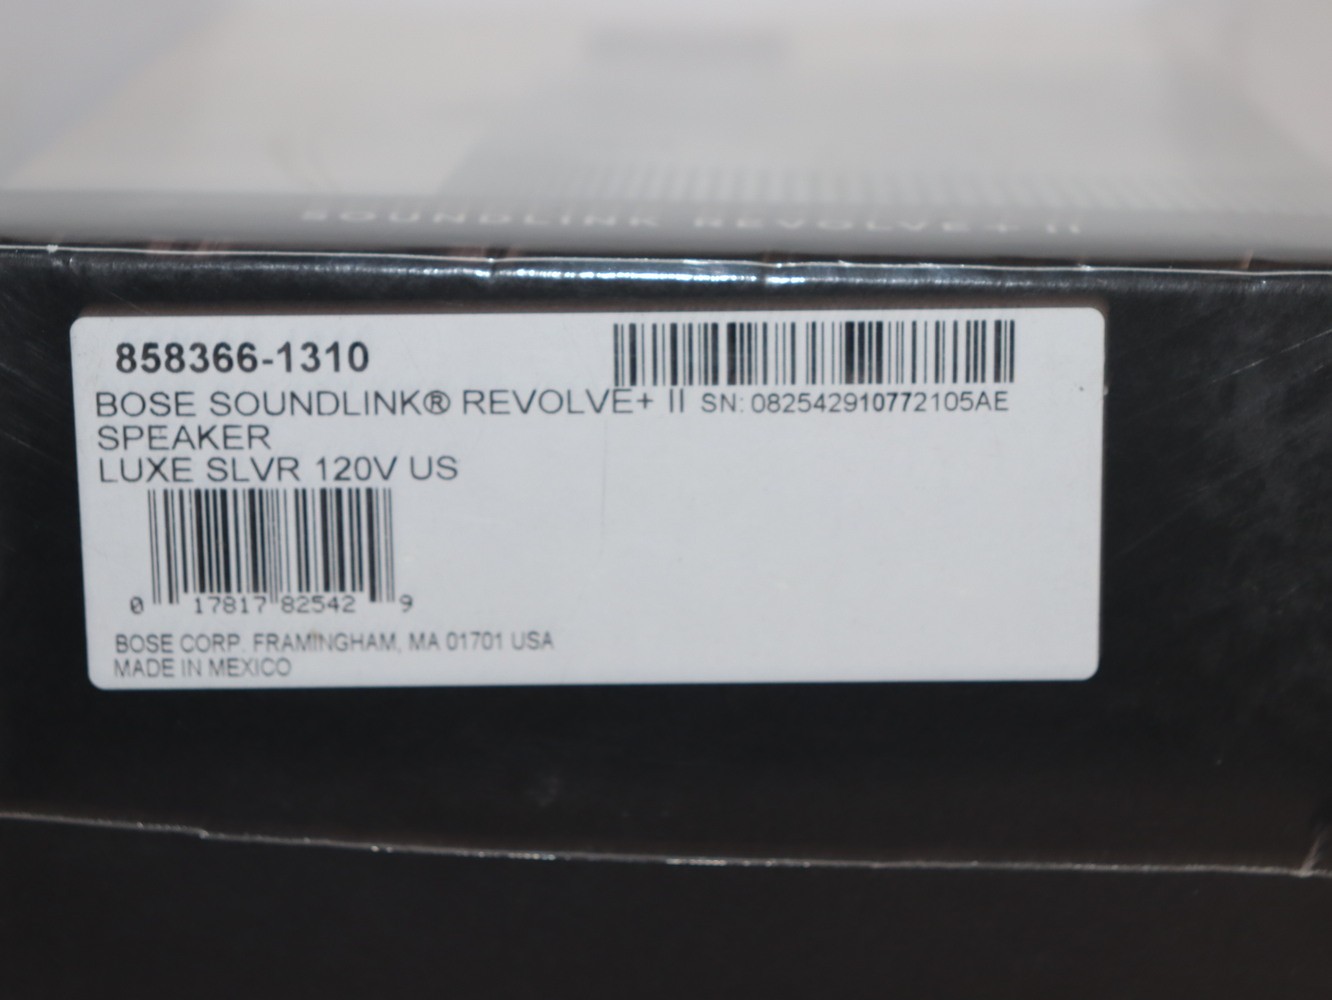 SOUNDLINK REVOLVE+ II
858366-1310
BOSE SOUNDLINK® REVOLVE+ II SN: 082542910772105AE
SPEAKER
LUXE SLVR 120V US
0 17817 82542 9
BOSE CORP. FRAMINGHAM, MA 01701 USA
MADE IN MEXICO